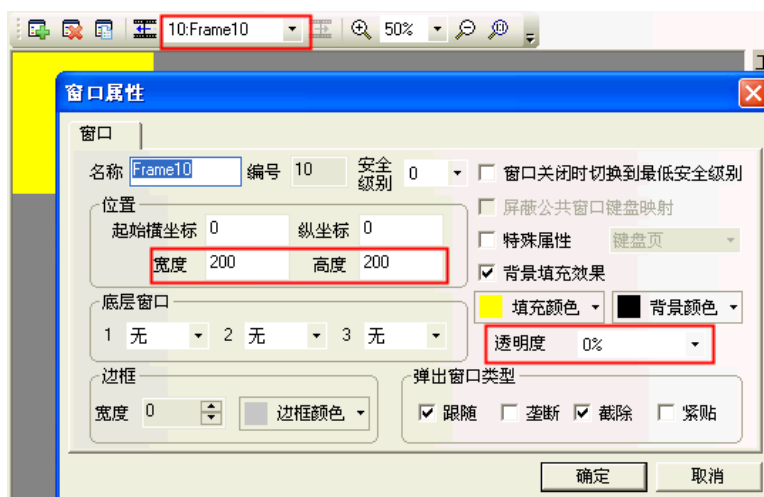 10:Frame10 50%
窗口属性
窗口
名称 Frame10 编号 10 安全级别 0 窗口关闭时切换到最低安全级别
位置 屏蔽公共窗口键盘映射
起始横坐标 0 纵坐标 0 特殊属性 键盘页
宽度 200 高度 200 背景填充效果
底层窗口 填充颜色 背景颜色
1 无 2 无 3 无 透明度 0%
边框 弹出窗口类型
宽度 0 边框颜色 跟随 垄断 截除 紧贴
确定 取消